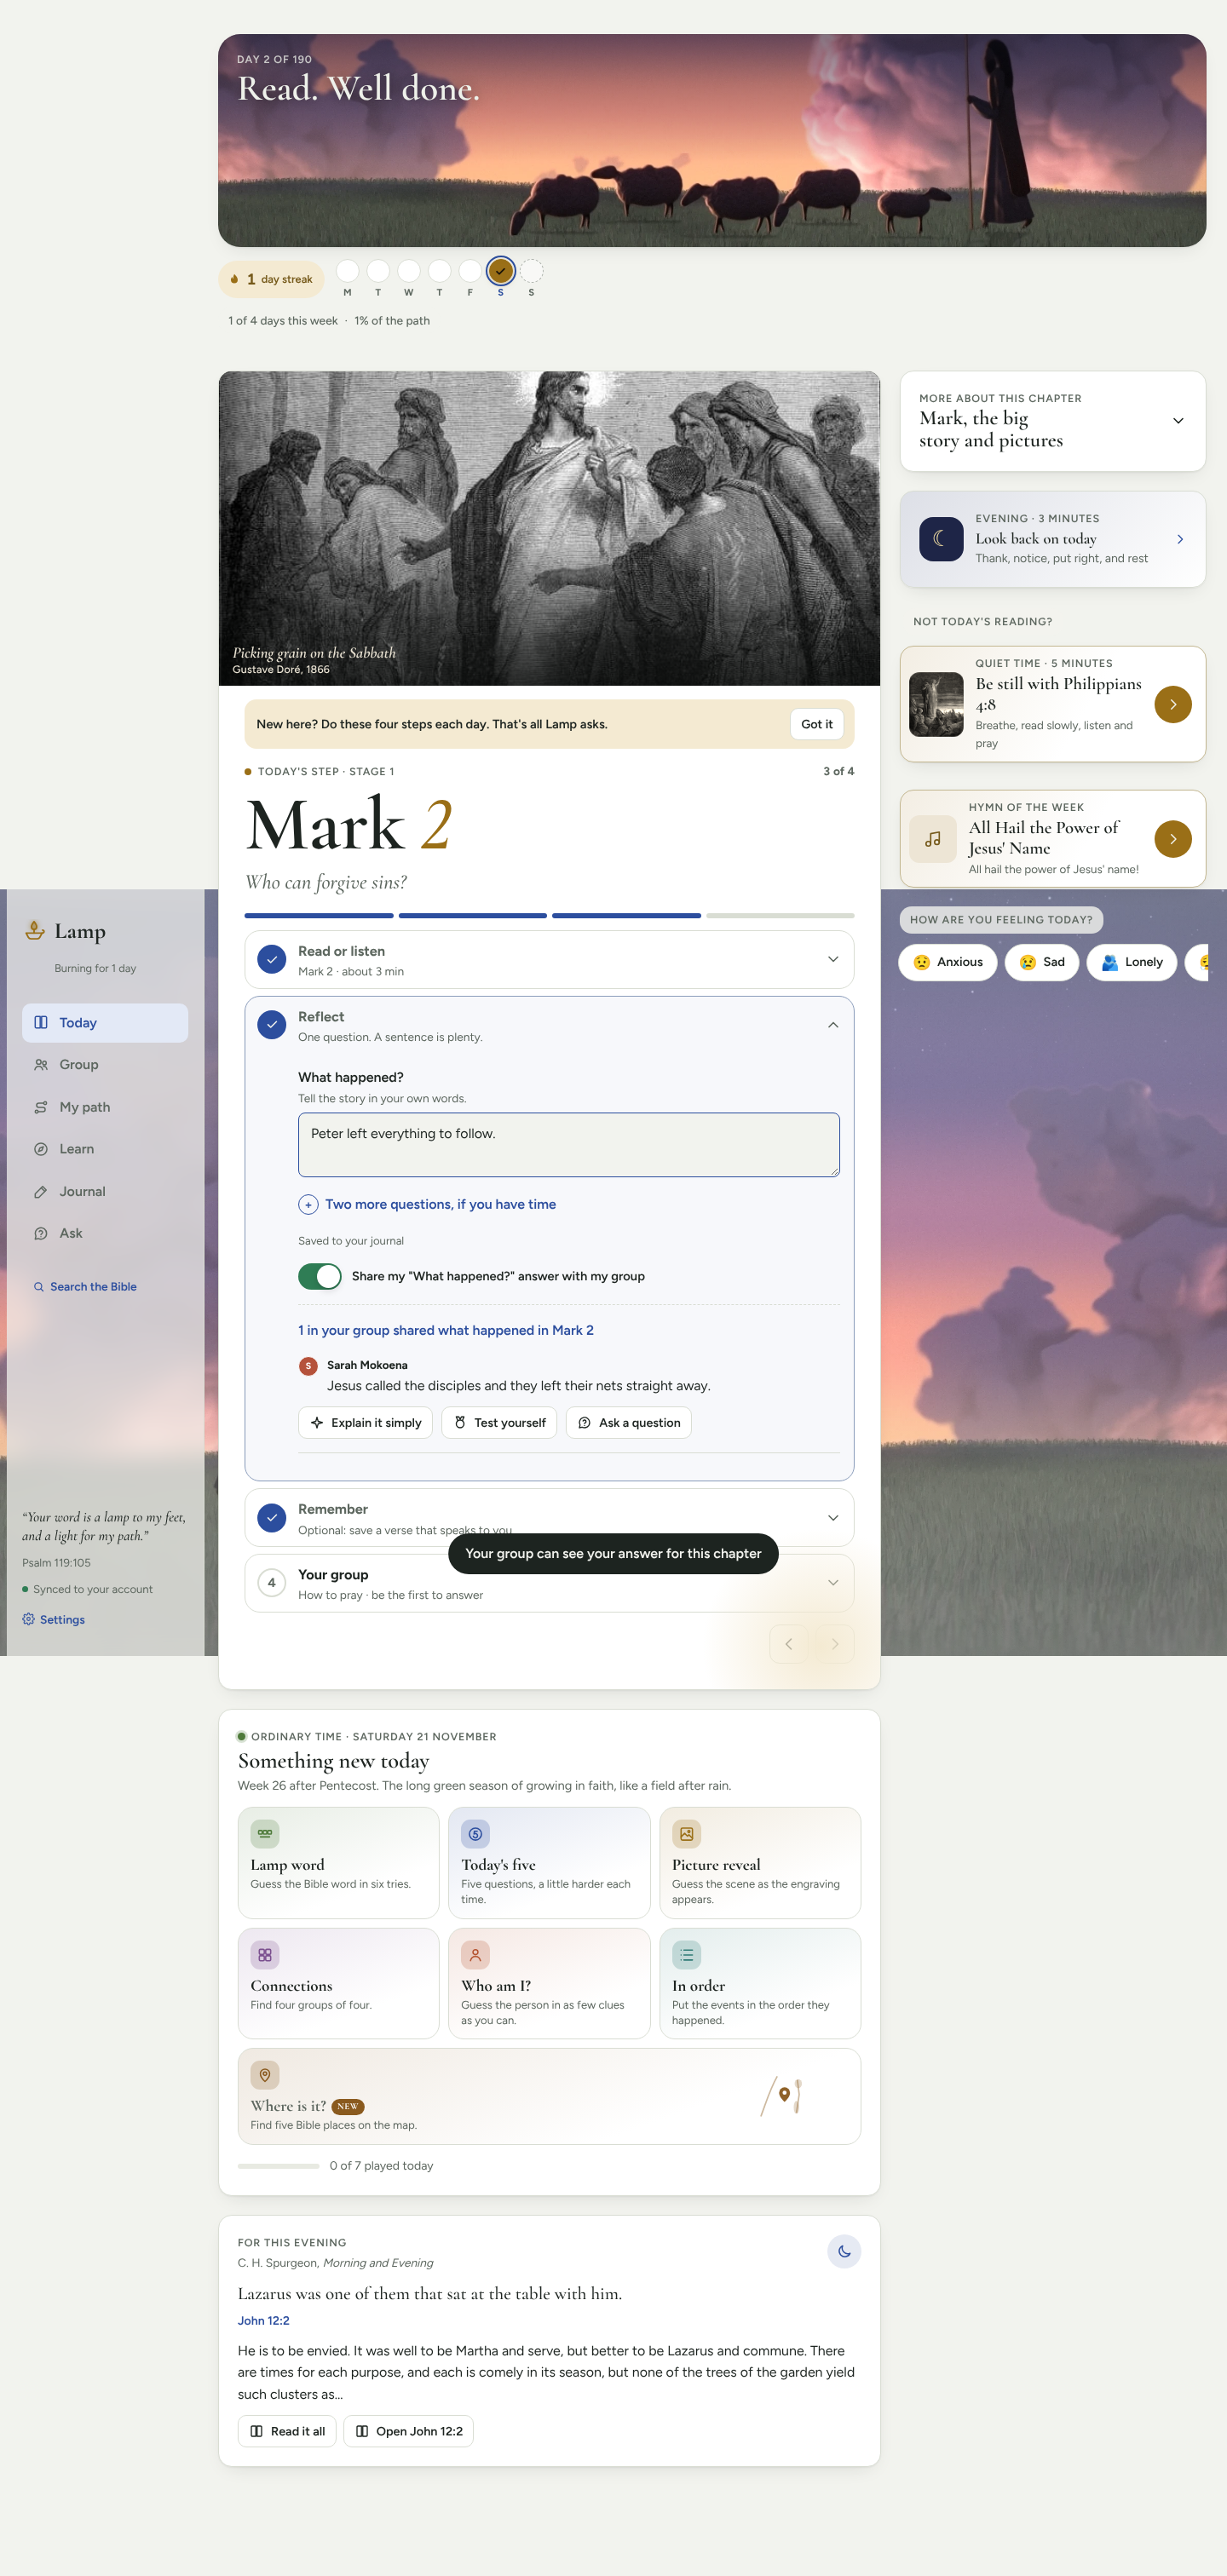 DAY 2 OF 190
Read. Well done.
1 day streak
M T W T F S S
1 of 4 days this week · 1% of the path
Picking grain on the Sabbath
Gustave Doré, 1866
New here? Do these four steps each day. That's all Lamp asks.
Got it
TODAY'S STEP · STAGE 1
3 of 4
Mark 2
Who can forgive sins?
Read or listen
Mark 2 · about 3 min
Reflect
One question. A sentence is plenty.
What happened?
Tell the story in your own words.
Peter left everything to follow.
+ Two more questions, if you have time
Saved to your journal
Share my "What happened?" answer with my group
1 in your group shared what happened in Mark 2
S Sarah Mokoena
Jesus called the disciples and they left their nets straight away.
Explain it simply
Test yourself
Ask a question
Remember
Optional: save a verse that speaks to you
Your group can see your answer for this chapter
4 Your group
How to pray · be the first to answer
MORE ABOUT THIS CHAPTER
Mark, the big
story and pictures
EVENING · 3 MINUTES
Look back on today
Thank, notice, put right, and rest
NOT TODAY'S READING?
QUIET TIME · 5 MINUTES
Be still with Philippians
4:8
Breathe, read slowly, listen and
pray
HYMN OF THE WEEK
All Hail the Power of
Jesus' Name
All hail the power of Jesus' name!
HOW ARE YOU FEELING TODAY?
Anxious
Sad
Lonely
Lamp
Burning for 1 day
Today
Group
My path
Learn
Journal
Ask
Search the Bible
“Your word is a lamp to my feet,
and a light for my path.”
Psalm 119:105
Synced to your account
Settings
ORDINARY TIME · SATURDAY 21 NOVEMBER
Something new today
Week 26 after Pentecost. The long green season of growing in faith, like a field after rain.
Lamp word
Guess the Bible word in six tries.
5
Today's five
Five questions, a little harder each
time.
Picture reveal
Guess the scene as the engraving
appears.
Connections
Find four groups of four.
Who am I?
Guess the person in as few clues
as you can.
In order
Put the events in the order they
happened.
Where is it? NEW
Find five Bible places on the map.
0 of 7 played today
FOR THIS EVENING
C. H. Spurgeon, Morning and Evening
Lazarus was one of them that sat at the table with him.
John 12:2
He is to be envied. It was well to be Martha and serve, but better to be Lazarus and commune. There
are times for each purpose, and each is comely in its season, but none of the trees of the garden yield
such clusters as…
Read it all
Open John 12:2